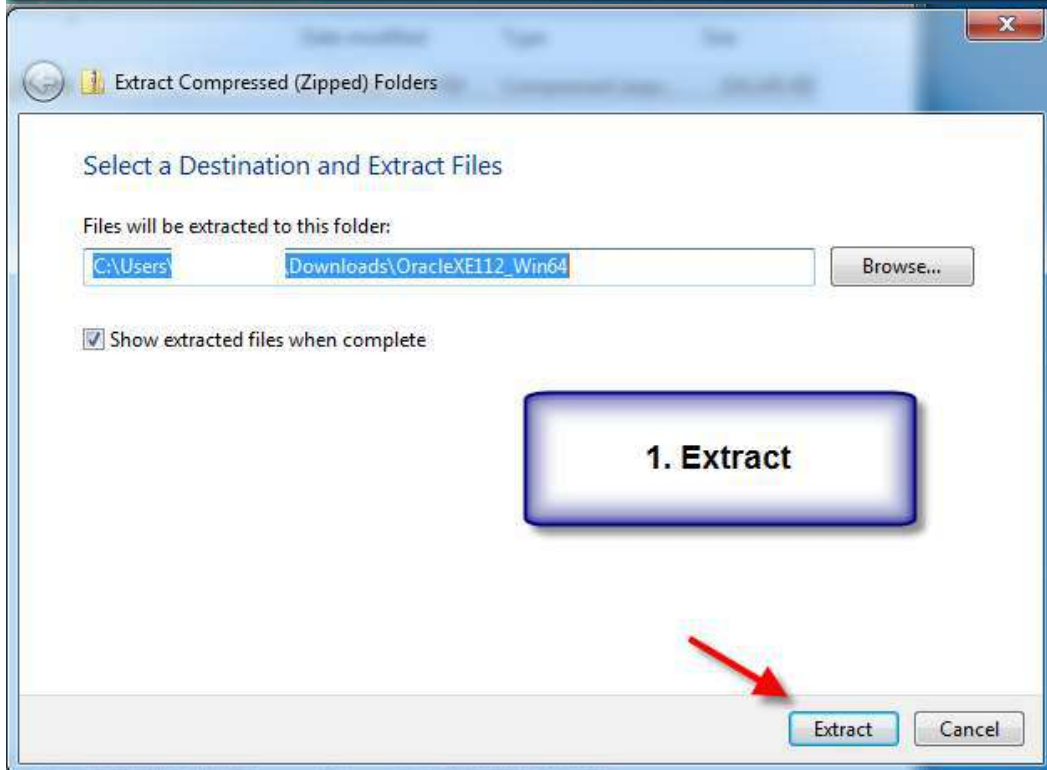 Extract Compressed (Zipped) Folders
Select a Destination and Extract Files
Files will be extracted to this folder:
C:\Users\ \Downloads\OracleXE112_Win64
Browse...
Show extracted files when complete
1. Extract
Extract
Cancel